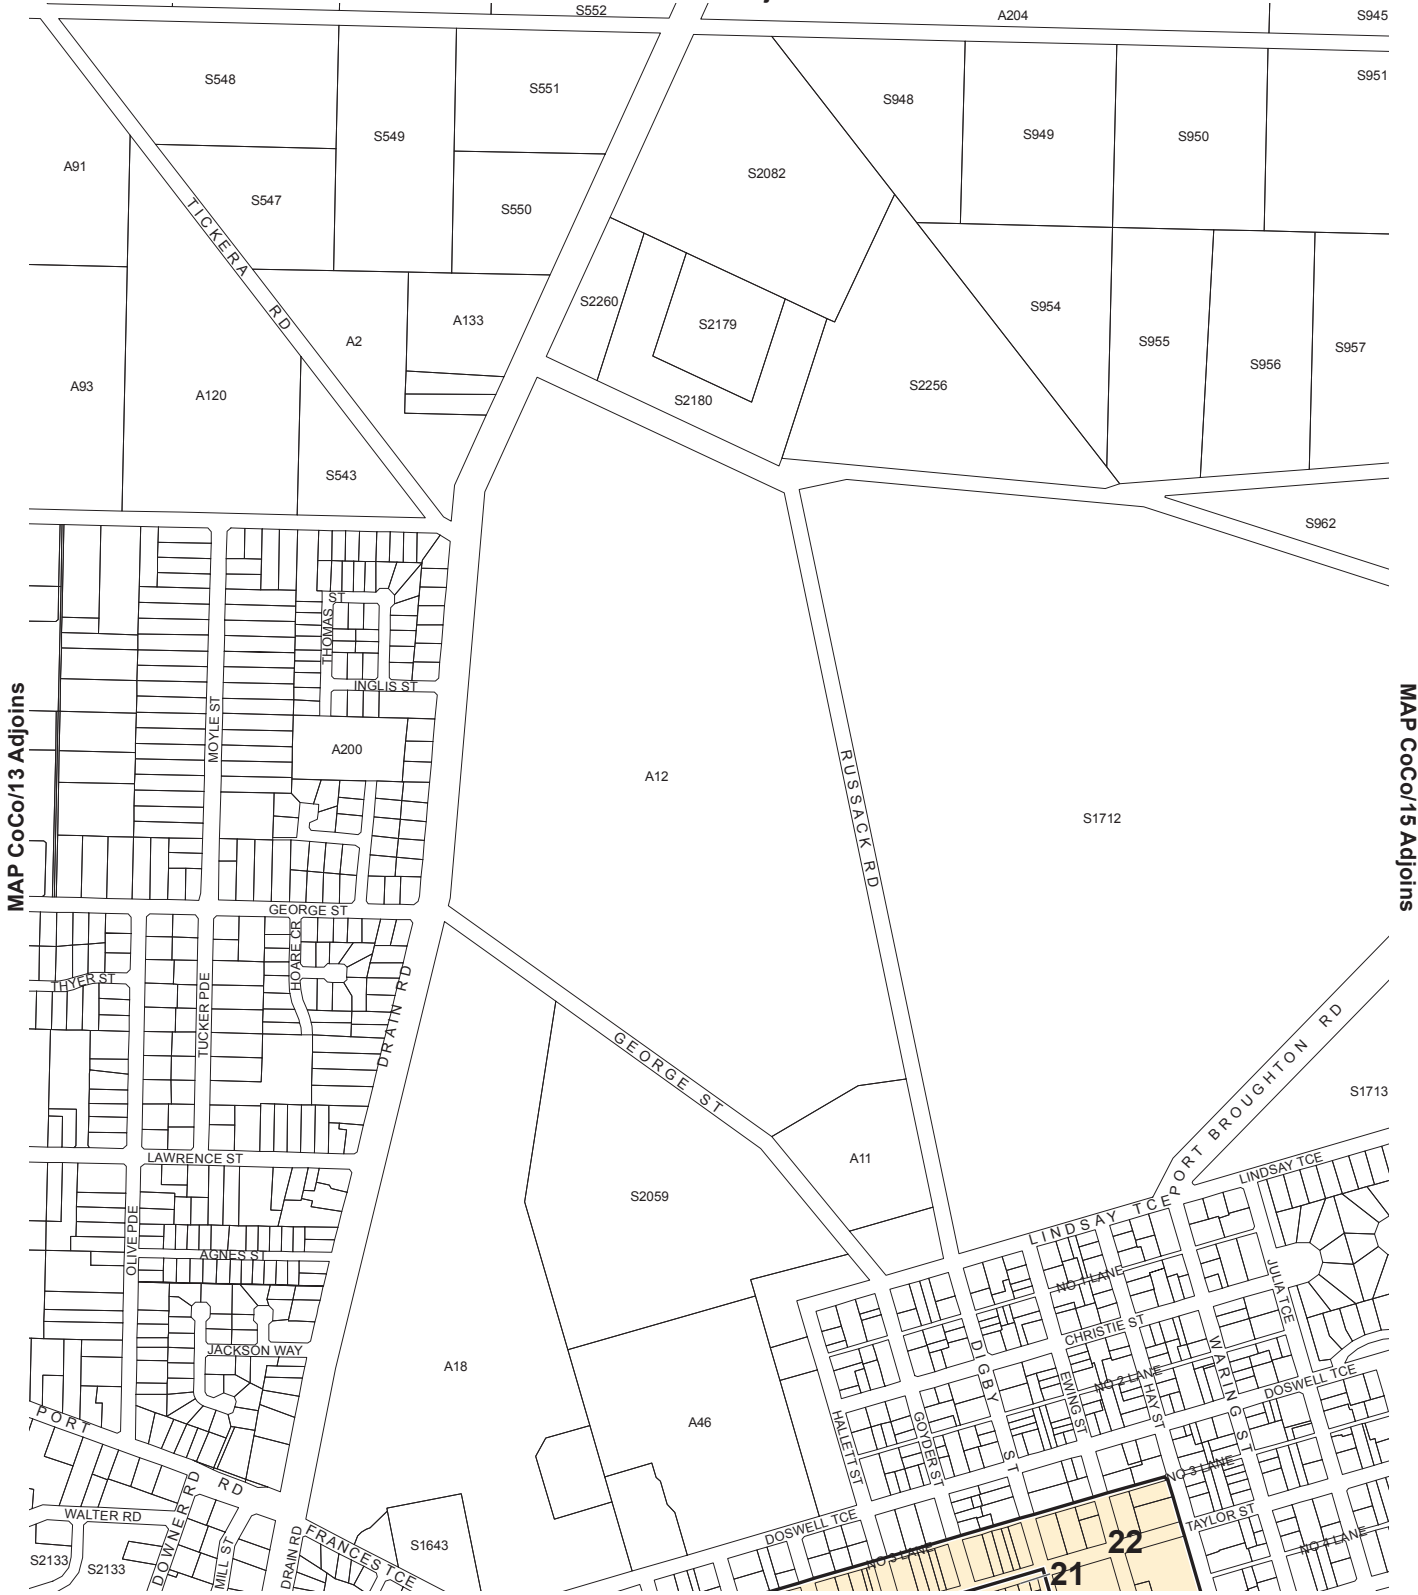 S552
A204
S945
S548
S551
S948
S951
S549
S949
S950
A91
S2082
S547
S550
TICKERA RD
S2260
S954
A133
S2179
A2
S955
S957
S956
A93
A120
S2256
S2180
S543
S962
ST
THOMAS
INGLIS ST
MOYLE ST
A200
MAP CoCo/13 Adjoins
MAP CoCo/15 Adjoins
A12
RUSSACK RD
S1712
GEORGE ST
HOARE CR
THYER ST
TUCKER PDE
DRAIN RD
GEORGE ST
PORT BROUGHTON RD
S1713
LAWRENCE ST
A11
LINDSAY TCE
S2059
LINDSAY TCE
OLIVE PDE
AGNES ST
NO 1 LANE
JULIA TCE
CHRISTIE ST
JACKSON WAY
A18
DIGBY ST
WARING ST
NO 2 LANE
DOSWELL TCE
EWING ST
HAY ST
PORT RD
A46
HALLETT ST
GOYDER ST
NO 3 LANE
DOWNER RD
WALTER RD
DOSWELL TCE
TAYLOR ST
FRANCES TCE
S1643
22
NO 4 LANE
MILL ST
DRAIN RD
NO 3 LANE
S2133
S2133
21